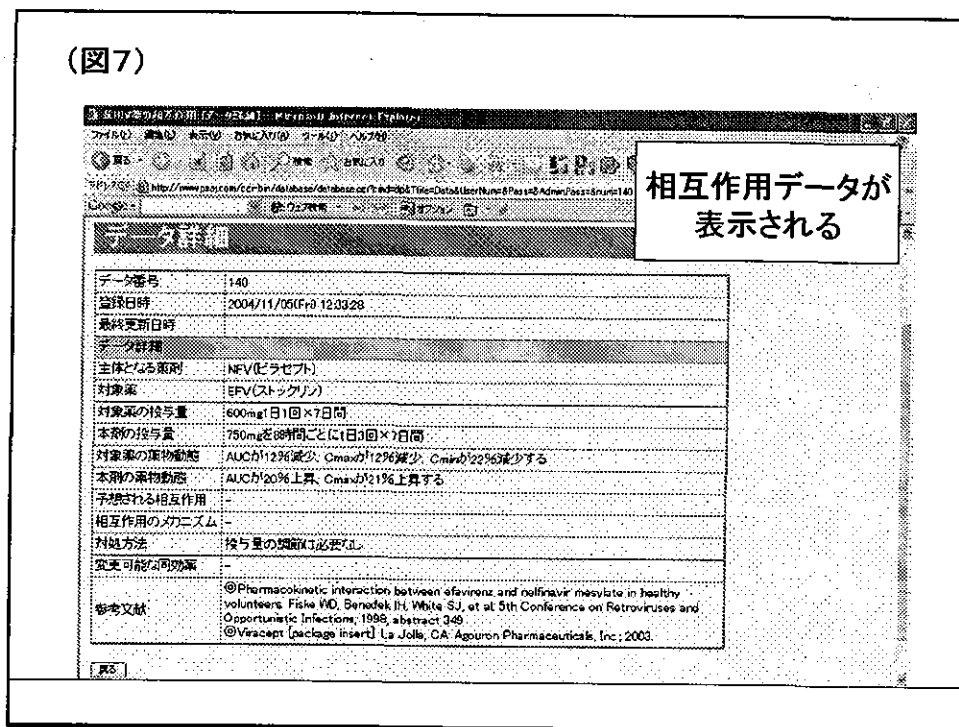 (図7)
相互作用データが
表示される
データ詳細
データ番号 140
登録日時 2004/11/05(Fri) 12:33:28
最終更新日時
データ詳細
主体となる薬剤 NFV(ビラセプト)
対象薬 EFV(ストックリン)
対象薬の投与量 600mg1日1回×7日間
本剤の投与量 750mgを8時間ごとに1日3回×7日間
対象薬の薬物動態 AUCが12%減少、Cmaxが12%減少、Cminが22%減少する
本剤の薬物動態 AUCが20%上昇、Cmaxが21%上昇する
予想される相互作用 -
相互作用のメカニズム -
対処方法 投与量の調節は必要なし
変更可能な同効薬 -
参考文献 ◎Pharmacokinetic interaction between efavirenz and nelfinavir mesylate in healthy
volunteers. Fiske WD, Benedek IH, White SJ, et al. 5th Conference on Retroviruses and
Opportunistic Infections; 1998, abstract 349
◎Viracept [package insert]. La Jolla, CA: Agouron Pharmaceuticals, Inc; 2003.
戻る